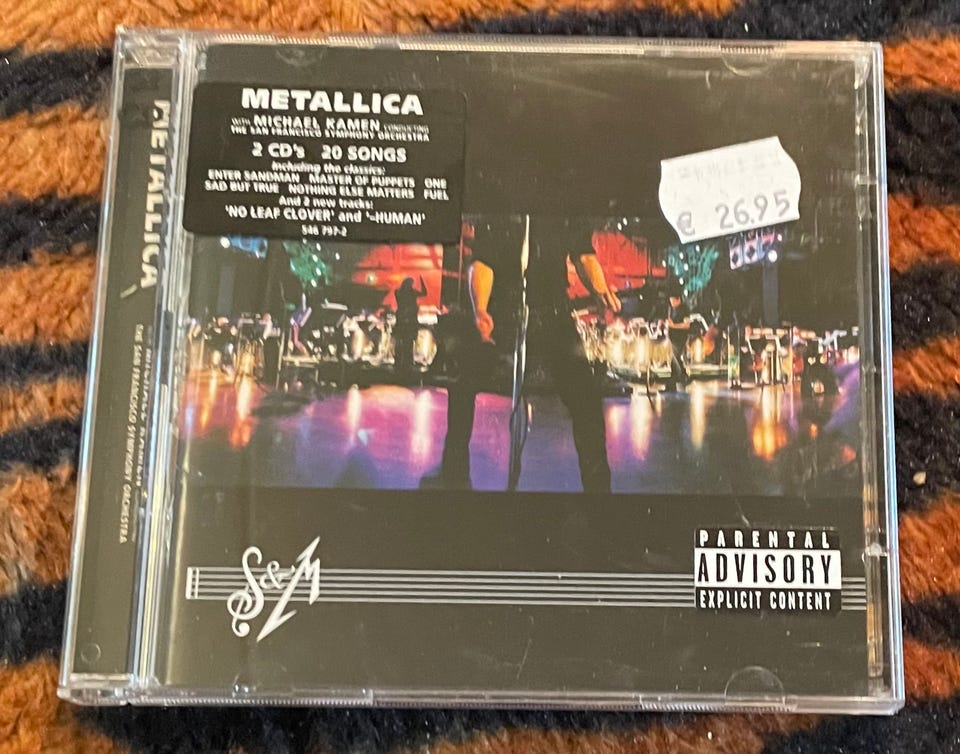 METALLICA
WITH MICHAEL KAMEN CONDUCTING
THE SAN FRANCISCO SYMPHONY ORCHESTRA
2 CD's 20 SONGS
including the classics:
ENTER SANDMAN MASTER OF PUPPETS ONE
SAD BUT TRUE NOTHING ELSE MATTERS FUEL
And 2 new tracks:
'NO LEAF CLOVER' and '-HUMAN'
546 797-2
€ 26.95
METALLICA
THE SAN FRANCISCO SYMPHONY ORCHESTRA
S&M
PARENTAL
ADVISORY
EXPLICIT CONTENT